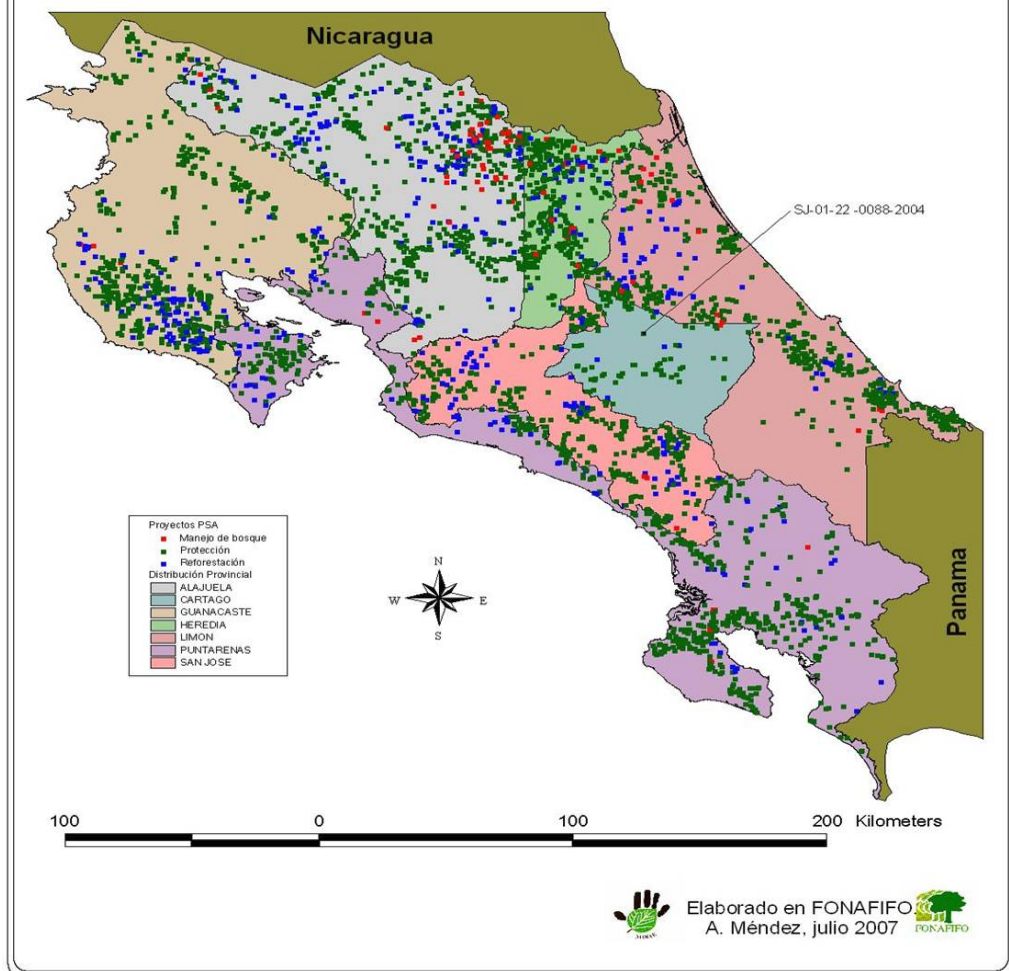 Nicaragua
SJ-01-22 -0088-2004
Proyectos PSA
Manejo de bosque
Protección
Reforestación
Distribución Provincial
ALAJUELA
CARTAGO
GUANACASTE
HEREDIA
LIMON
PUNTARENAS
SAN JOSE
N
W E
S
Panama
100 0 100 200 Kilometers
Elaborado en FONAFIFO
A. Méndez, julio 2007
FONAFIFO